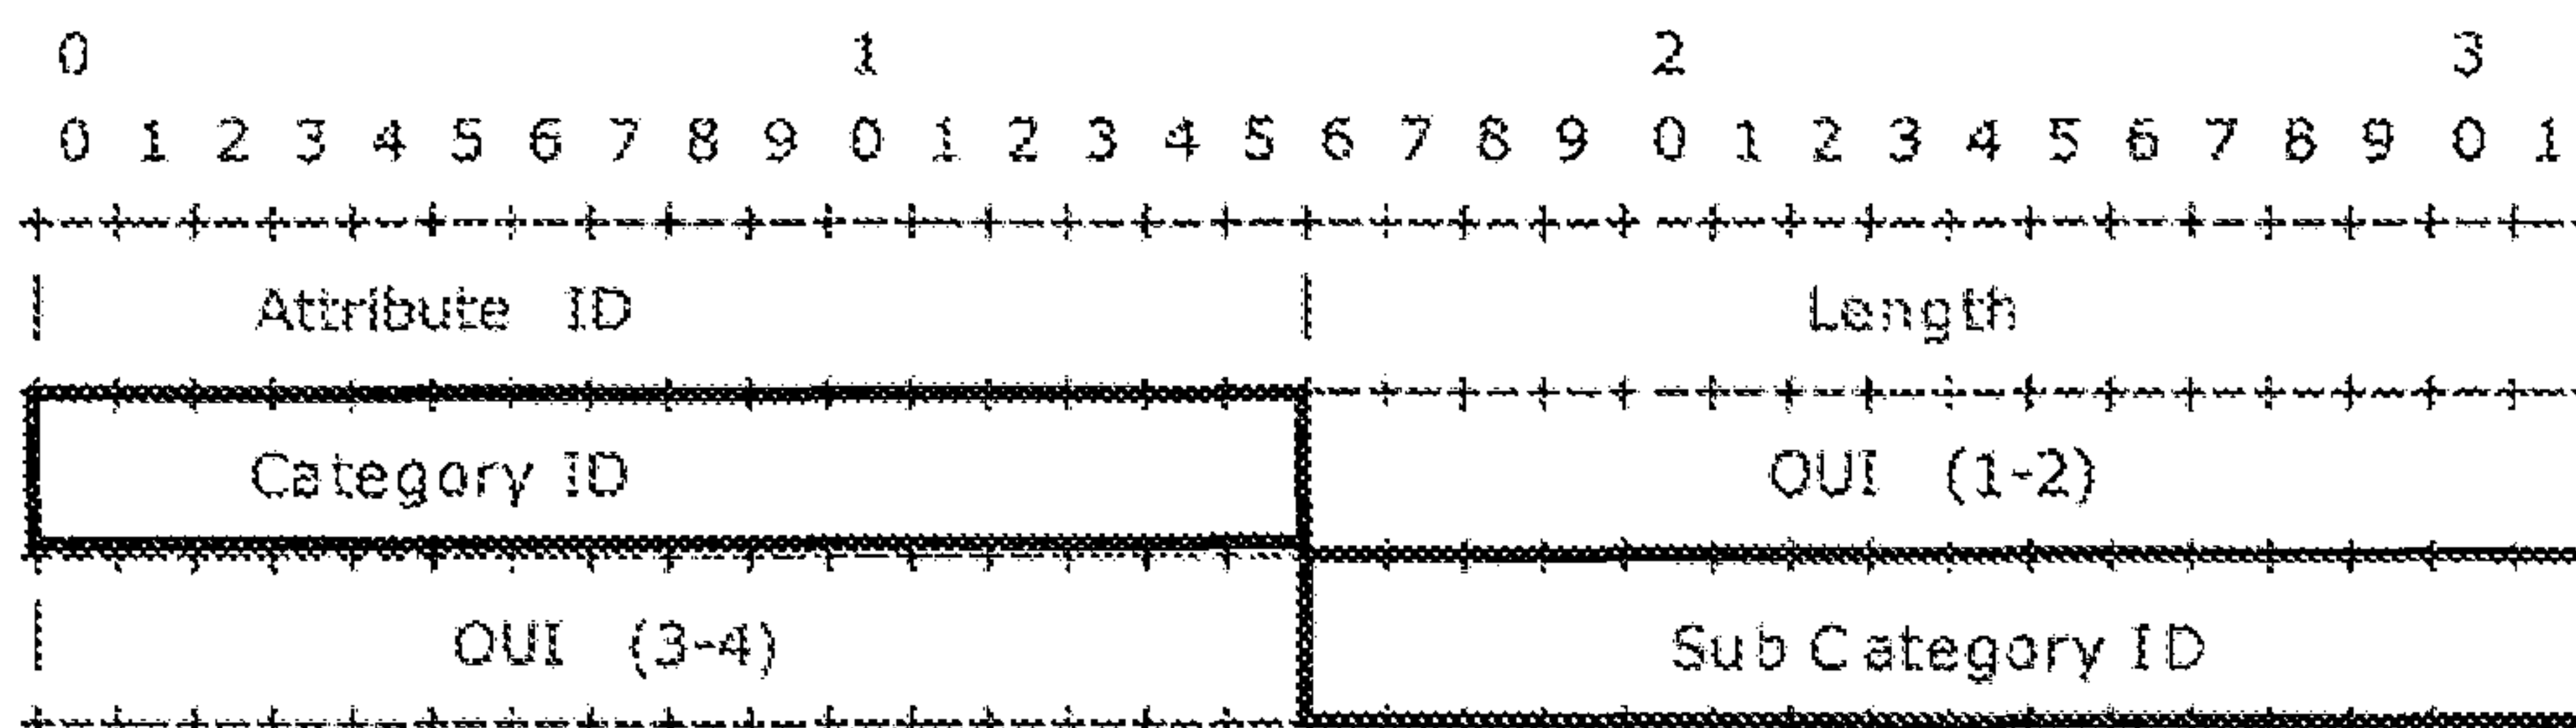 0 1 2 3
0 1 2 3 4 5 6 7 8 9 0 1 2 3 4 5 6 7 8 9 0 1 2 3 4 5 6 7 8 9 0 1
+--+--+--+--+--+--+--+--+--+--+--+--+--+--+--+--+--+--+--+--+--+--+--+--+--+--+--+--+--+--+--+--
| Attribute ID | Length
Category ID OUI (1-2)
| OUI (3-4) Sub Category ID